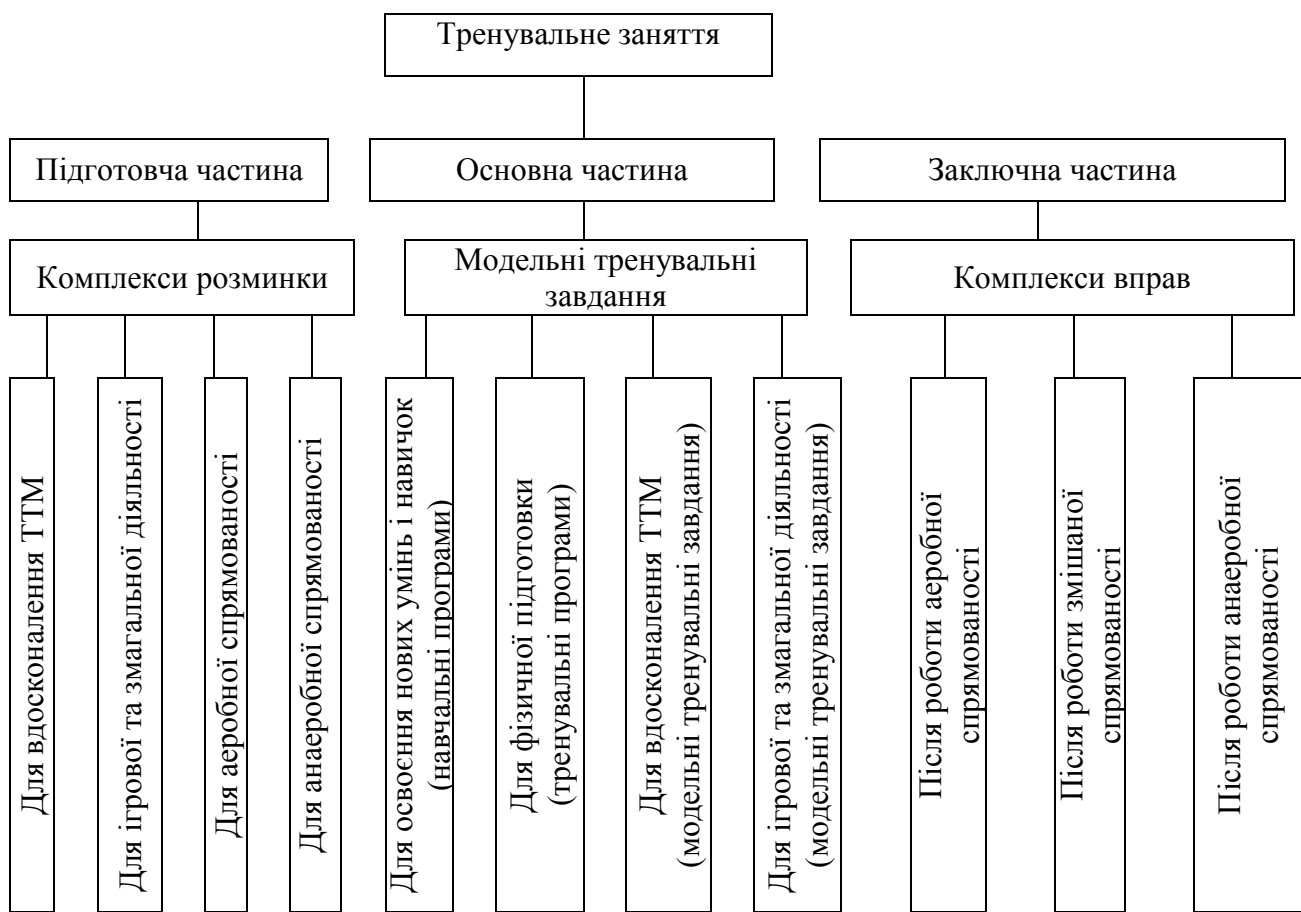 Тренувальне заняття
Підготовча частина
Основна частина
Заключна частина
Комплекси розминки
Модельні тренувальні
завдання
Комплекси вправ
Для вдосконалення ТТМ
Для ігрової та змагальної діяльності
Для аеробної спрямованості
Для анаеробної спрямованості
Для освоєння нових умінь і навичок
(навчальні програми)
Для фізичної підготовки
(тренувальні програми)
Для вдосконалення ТТМ
(модельні тренувальні завдання)
Для ігрової та змагальної діяльності
(модельні тренувальні завдання)
Після роботи аеробної
спрямованості
Після роботи змішаної
спрямованості
Після роботи анаеробної
спрямованості